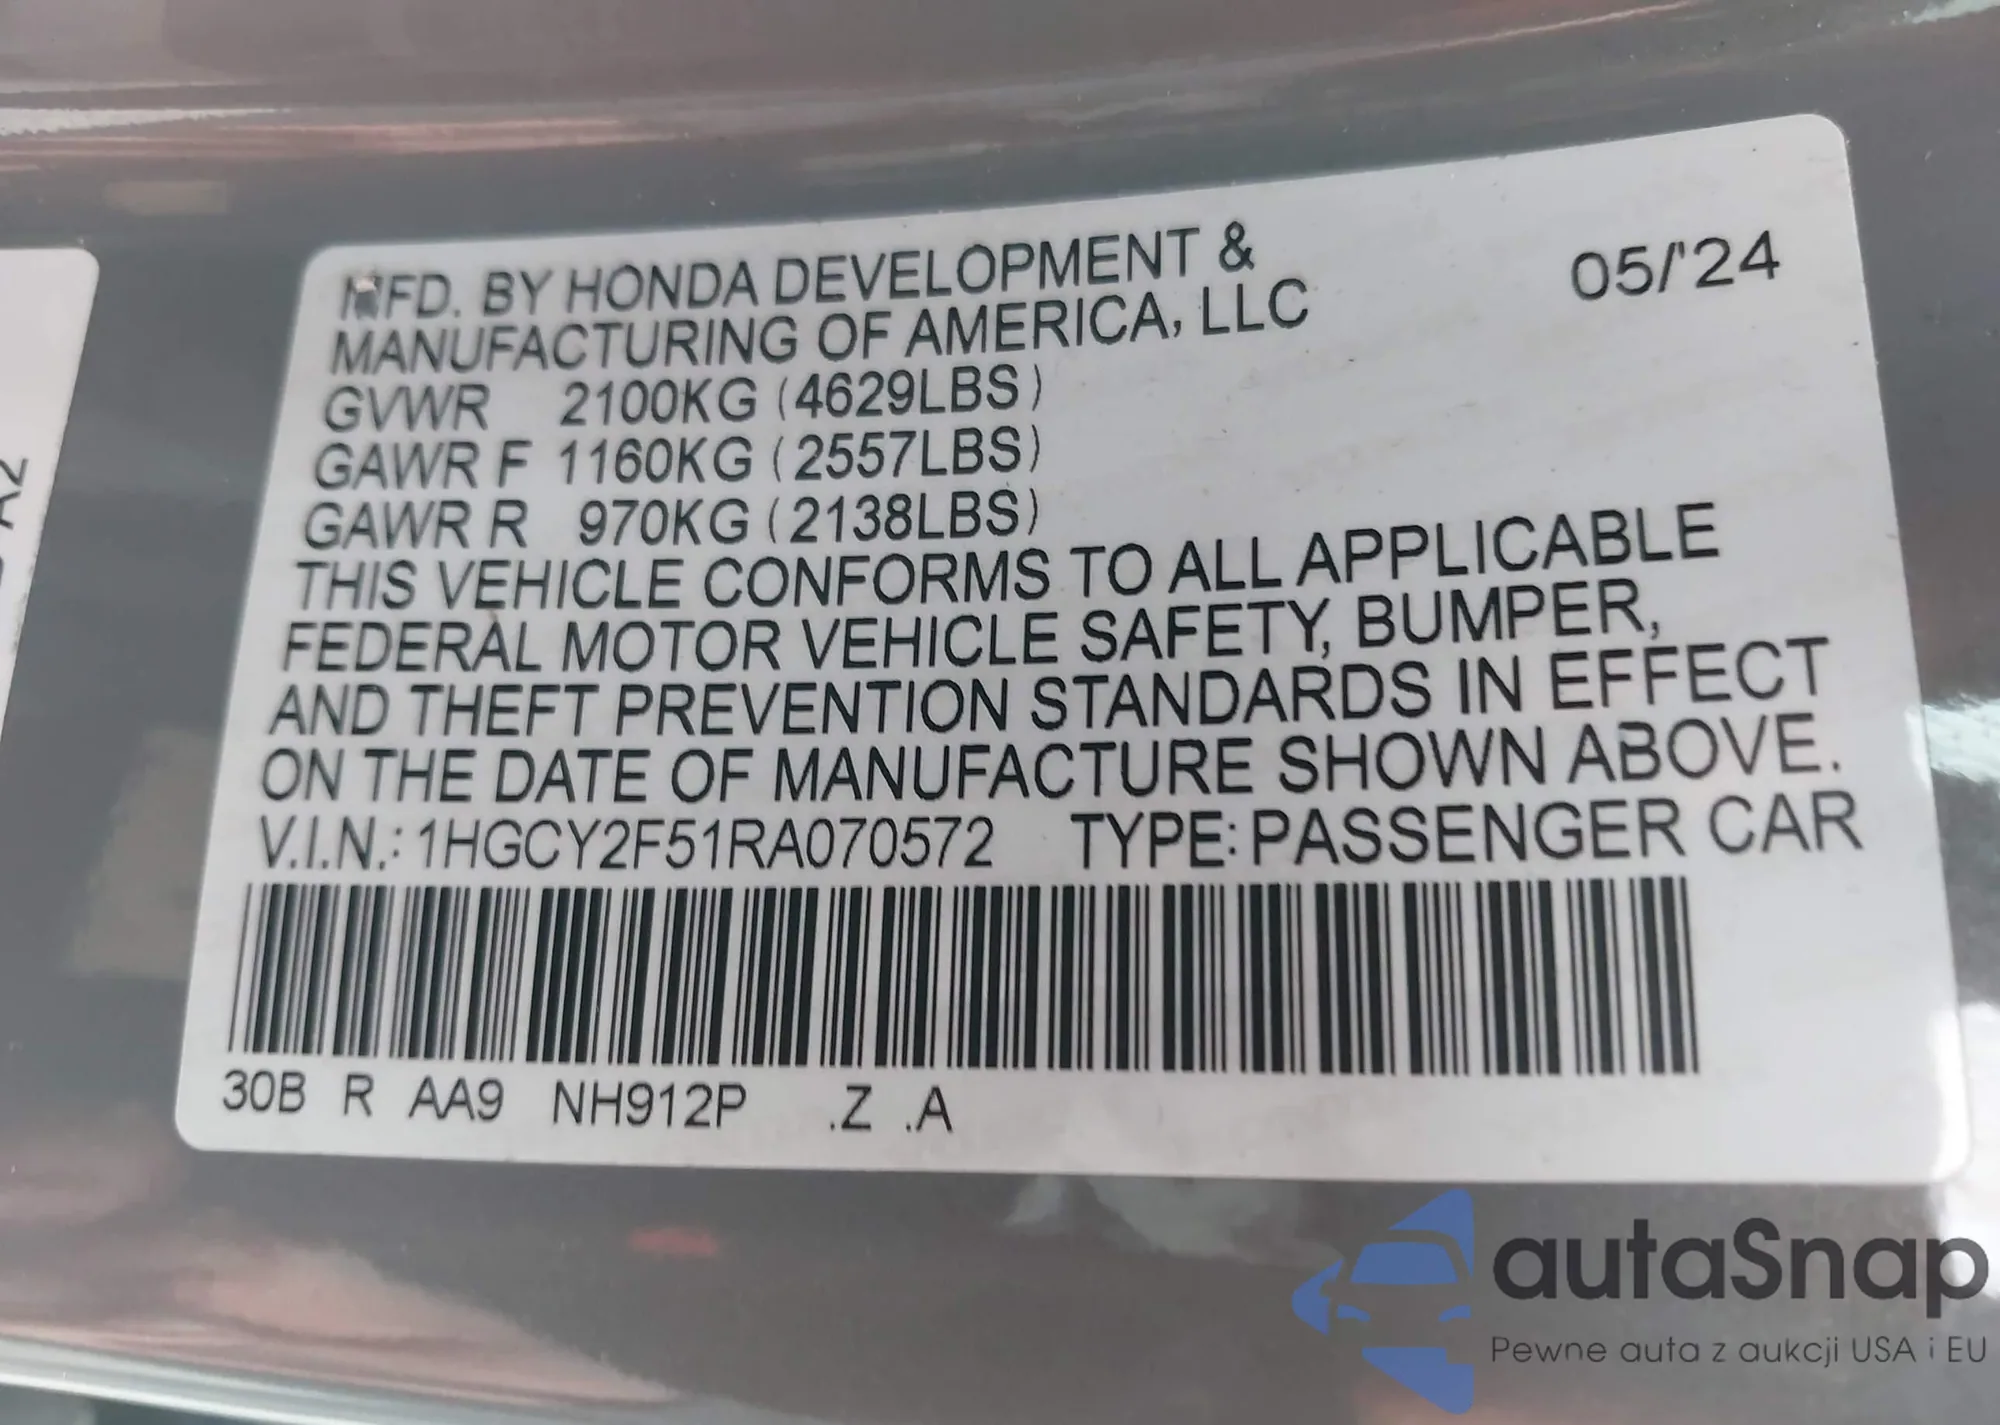 MFD. BY HONDA DEVELOPMENT &
MANUFACTURING OF AMERICA, LLC
05/'24
GVWR 2100KG (4629LBS)
GAWR F 1160KG (2557LBS)
GAWR R 970KG (2138LBS)
THIS VEHICLE CONFORMS TO ALL APPLICABLE
FEDERAL MOTOR VEHICLE SAFETY, BUMPER,
AND THEFT PREVENTION STANDARDS IN EFFECT
ON THE DATE OF MANUFACTURE SHOWN ABOVE.
V.I.N.: 1HGCY2F51RA070572 TYPE: PASSENGER CAR
30B R AA9 NH912P .Z .A
autaSnap
Pewne auta z aukcji USA i EU